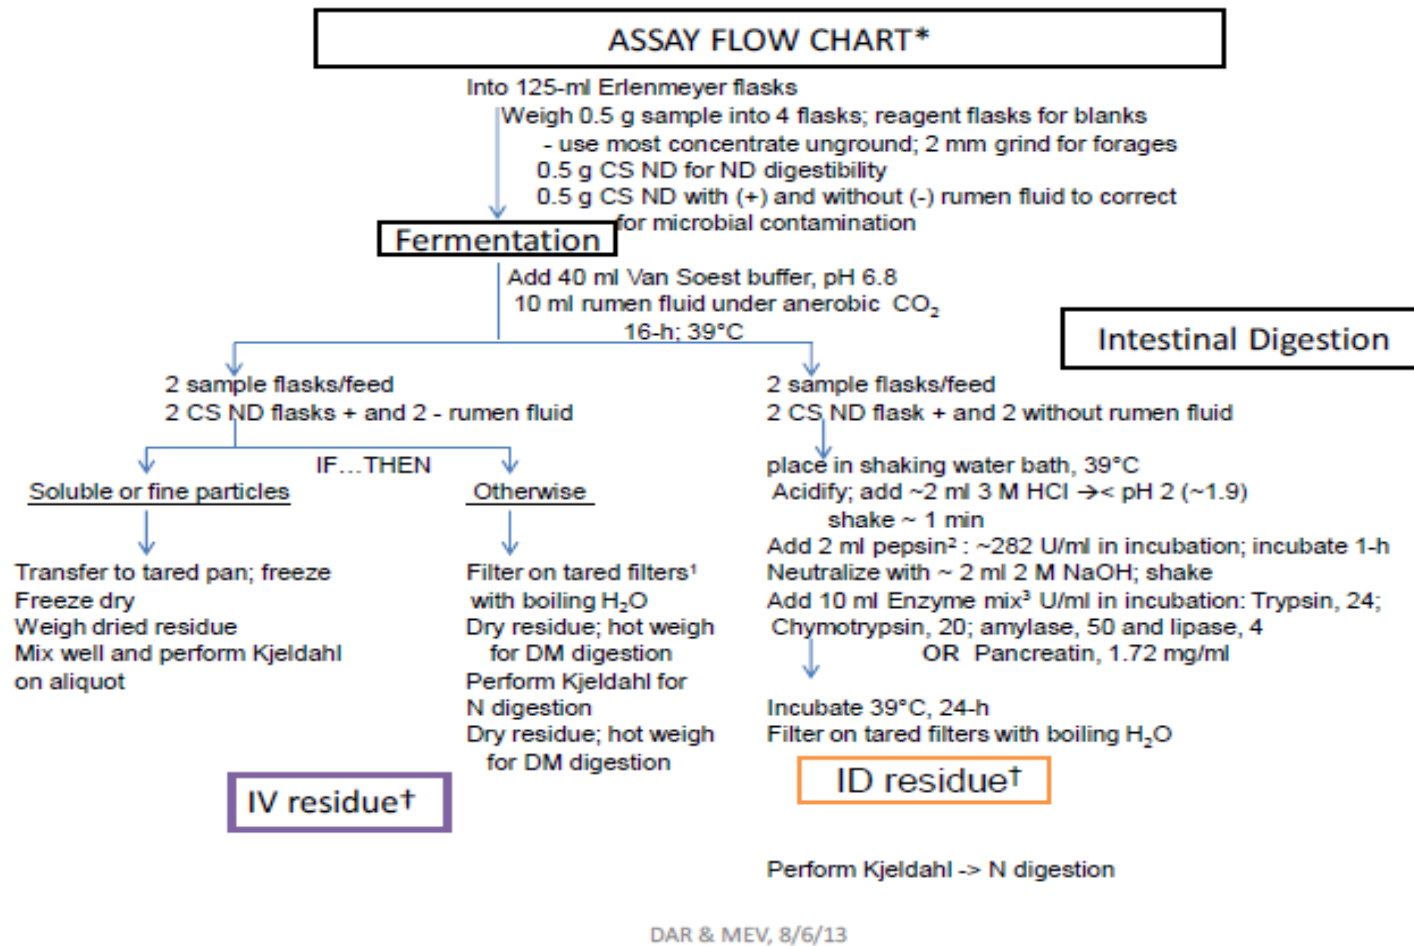 ASSAY FLOW CHART*
Into 125-ml Erlenmeyer flasks
Weigh 0.5 g sample into 4 flasks; reagent flasks for blanks
- use most concentrate unground; 2 mm grind for forages
0.5 g CS ND for ND digestibility
0.5 g CS ND with (+) and without (-) rumen fluid to correct
for microbial contamination
Fermentation
Add 40 ml Van Soest buffer, pH 6.8
10 ml rumen fluid under anerobic CO₂
16-h; 39°C
Intestinal Digestion
2 sample flasks/feed
2 CS ND flasks + and 2 - rumen fluid
IF...THEN
Soluble or fine particles
Transfer to tared pan; freeze
Freeze dry
Weigh dried residue
Mix well and perform Kjeldahl
on aliquot
Otherwise
Filter on tared filters¹
with boiling H₂O
Dry residue; hot weigh
for DM digestion
Perform Kjeldahl for
N digestion
Dry residue; hot weigh
for DM digestion
IV residue†
2 sample flasks/feed
2 CS ND flask + and 2 without rumen fluid
place in shaking water bath, 39°C
Acidify; add ~2 ml 3 M HCl →< pH 2 (~1.9)
shake ~ 1 min
Add 2 ml pepsin² : ~282 U/ml in incubation; incubate 1-h
Neutralize with ~ 2 ml 2 M NaOH; shake
Add 10 ml Enzyme mix³ U/ml in incubation: Trypsin, 24;
Chymotrypsin, 20; amylase, 50 and lipase, 4
OR Pancreatin, 1.72 mg/ml
Incubate 39°C, 24-h
Filter on tared filters with boiling H₂O
ID residue†
Perform Kjeldahl -> N digestion
DAR & MEV, 8/6/13